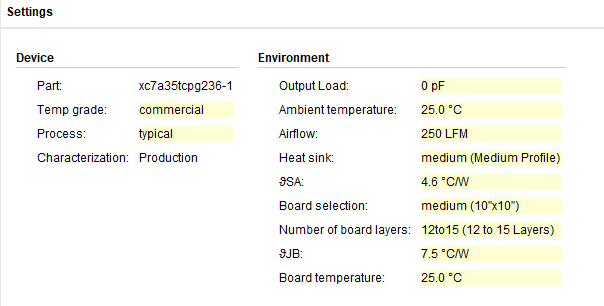 Settings
Device
Part: xc7a35tcpg236-1
Temp grade: commercial
Process: typical
Characterization: Production
Environment
Output Load: 0 pF
Ambient temperature: 25.0 °C
Airflow: 250 LFM
Heat sink: medium (Medium Profile)
ϑSA: 4.6 °C/W
Board selection: medium (10"x10")
Number of board layers: 12to15 (12 to 15 Layers)
ϑJB: 7.5 °C/W
Board temperature: 25.0 °C